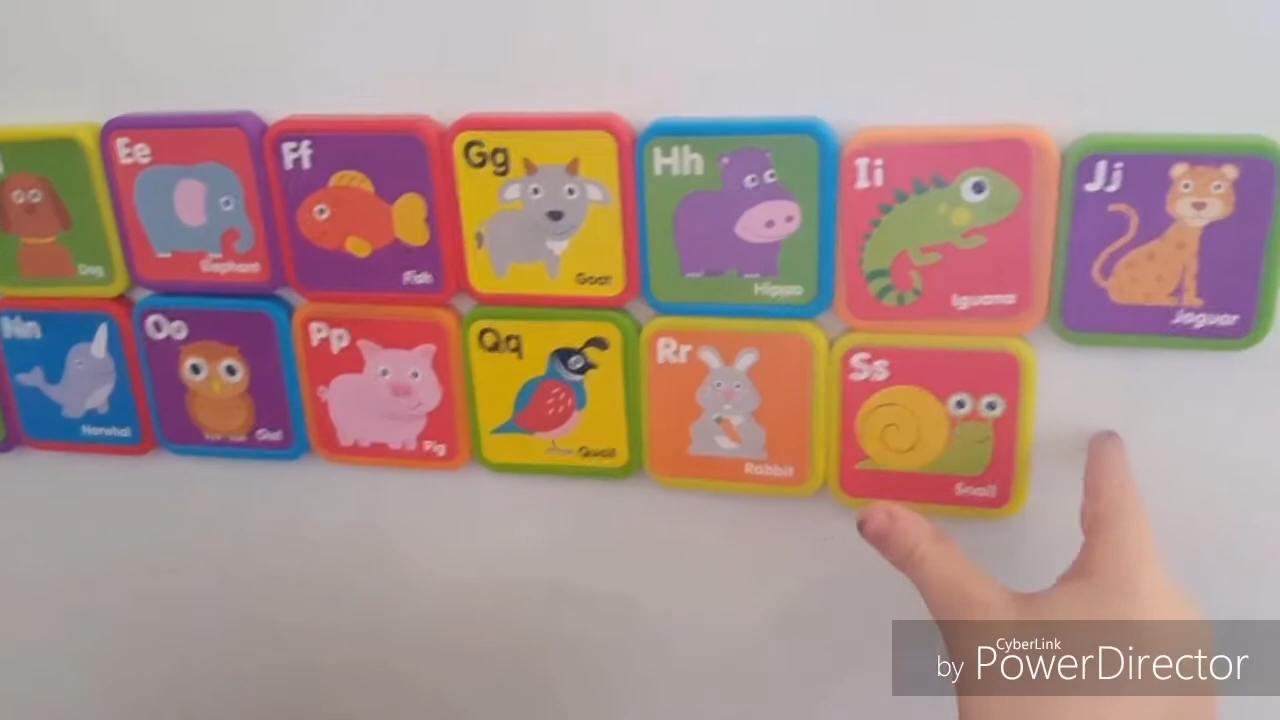 Dog
Ee
Elephant
Ff
Fish
Gg
Goat
Hh
Hippo
Ii
Iguana
Jj
Jaguar
Nn
Narwhal
Oo
Owl
Pp
Pig
Qq
Quail
Rr
Rabbit
Ss
Snail
CyberLink
by PowerDirector